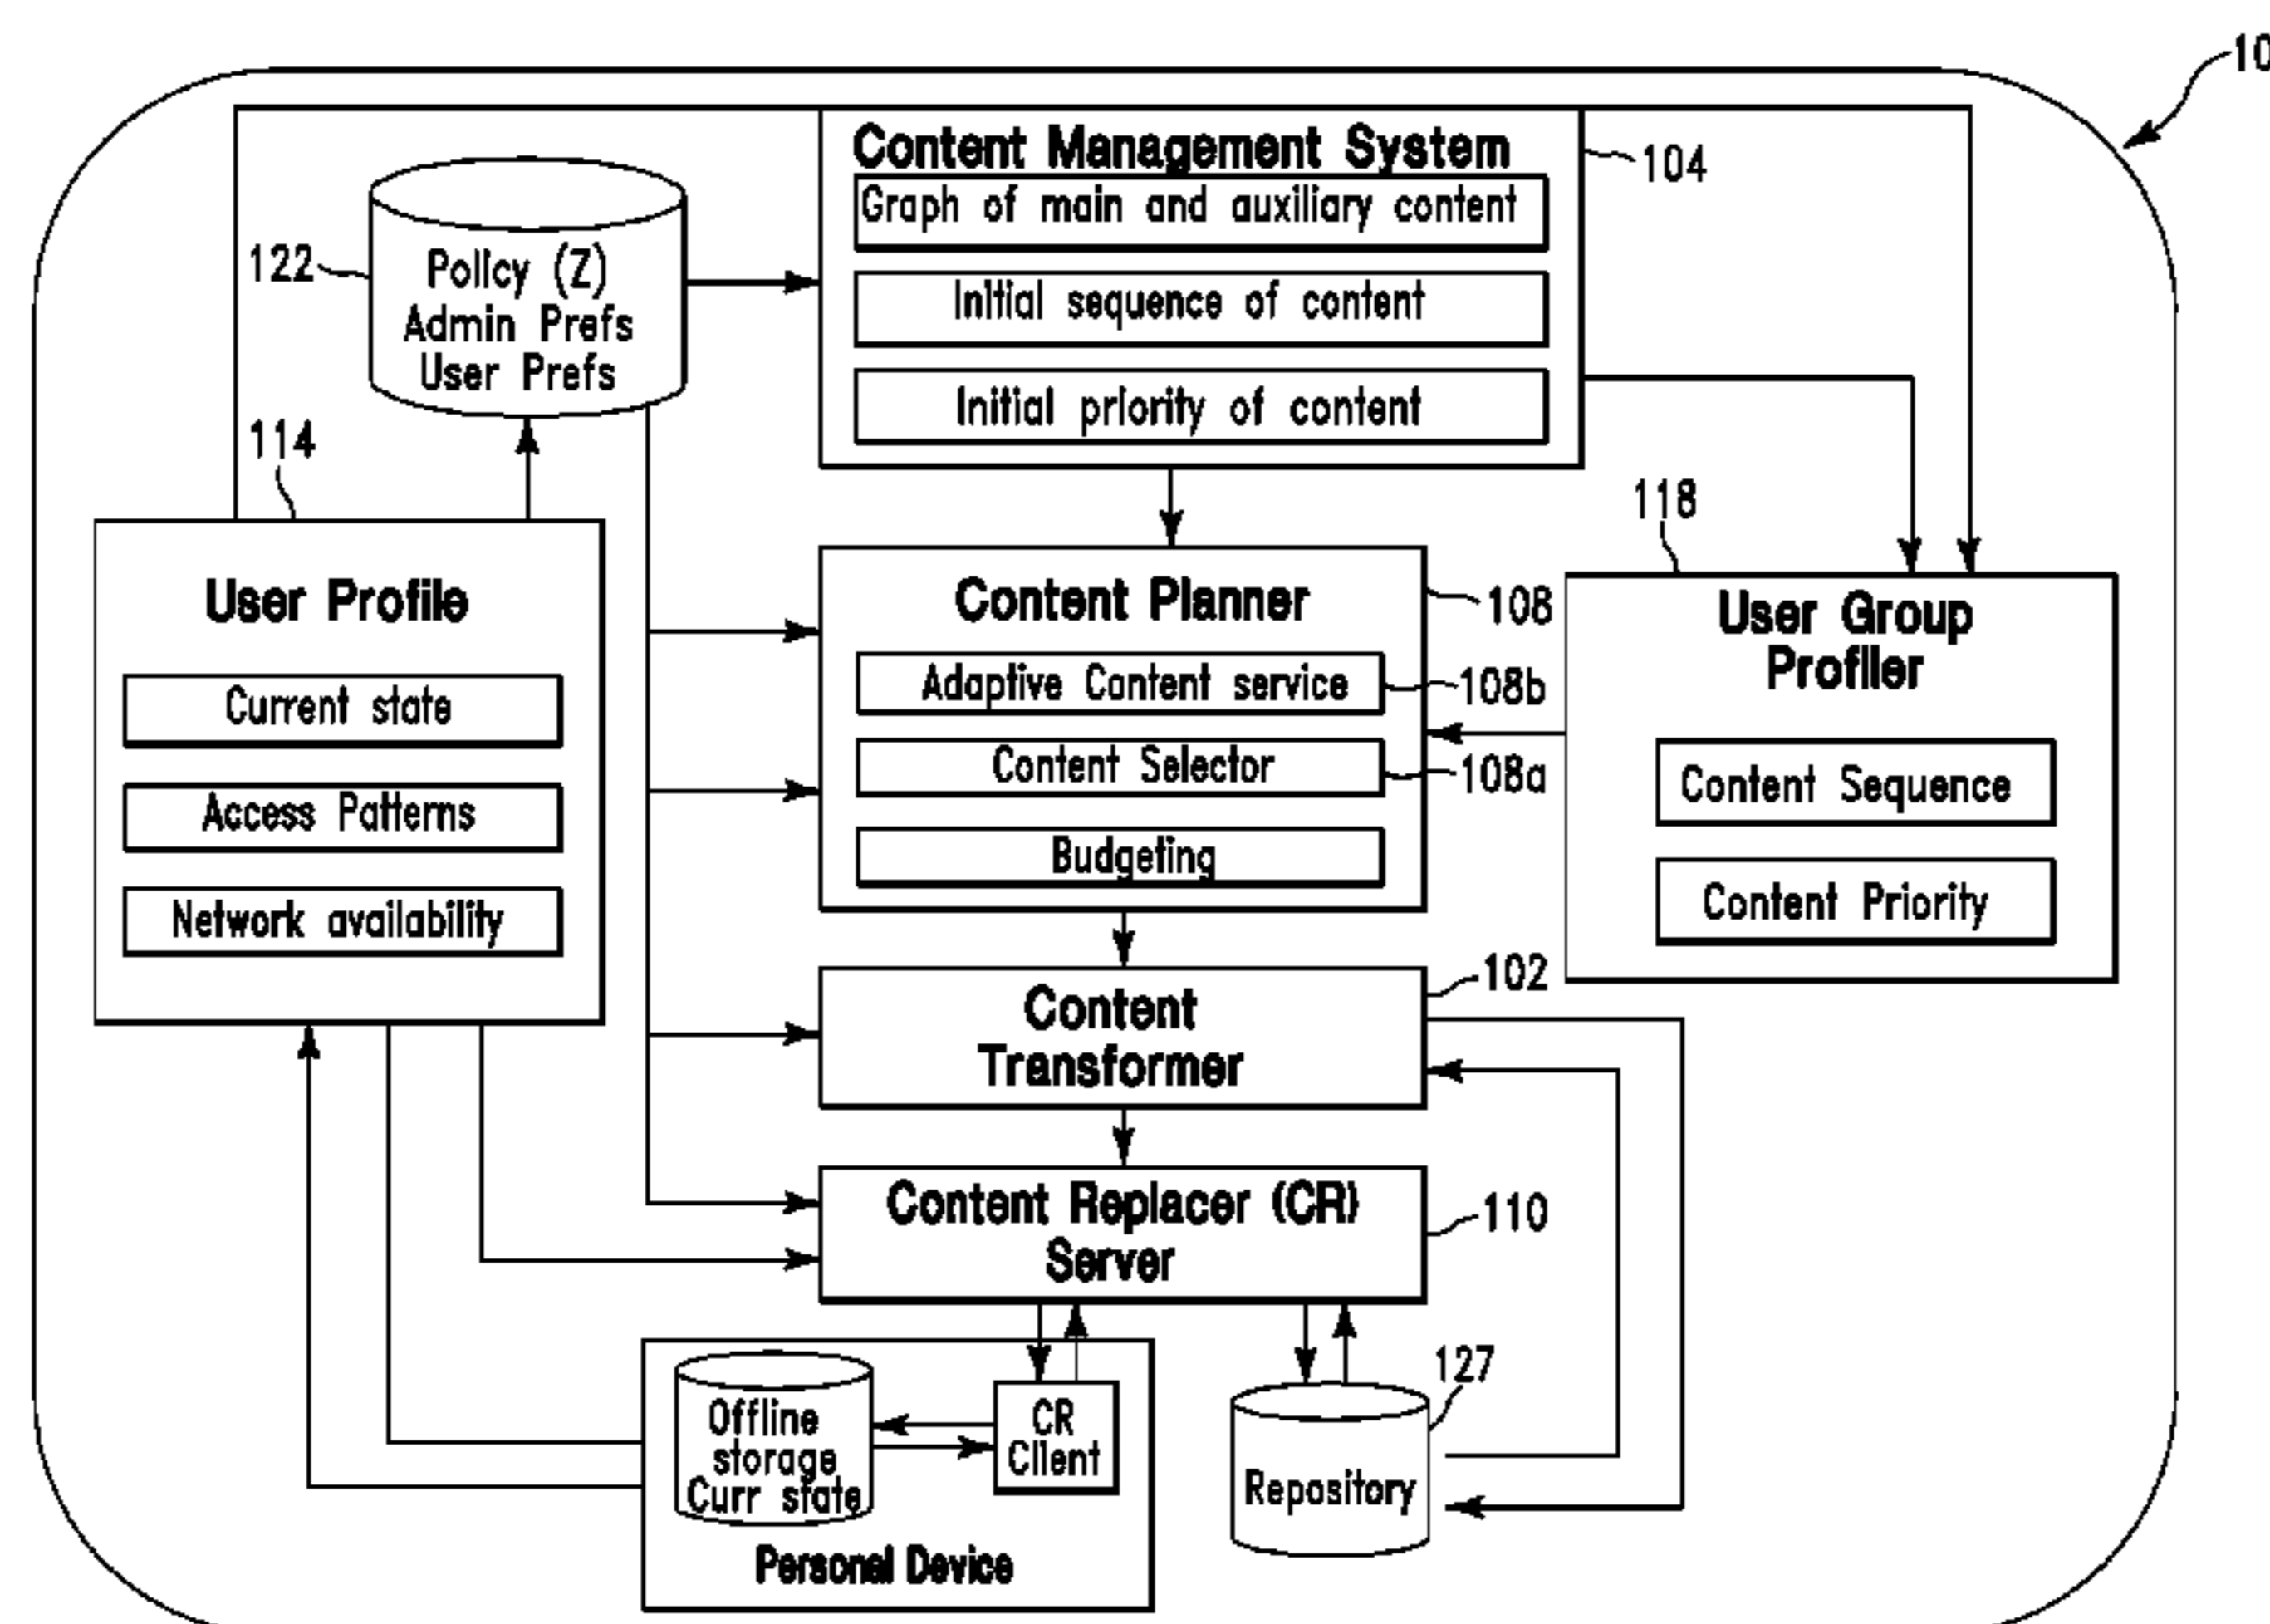 10
Content Management System
104
Graph of main and auxiliary content
Initial sequence of content
Initial priority of content
122
Policy (Z)
Admin Prefs
User Prefs
114
User Profile
Current state
Access Patterns
Network availability
Content Planner
108
Adaptive Content service
108b
Content Selector
108a
Budgeting
118
User Group
Profiler
Content Sequence
Content Priority
Content
Transformer
102
Content Replacer (CR)
Server
110
Offline
storage
Curr state
CR
Client
Personal Device
127
Repository